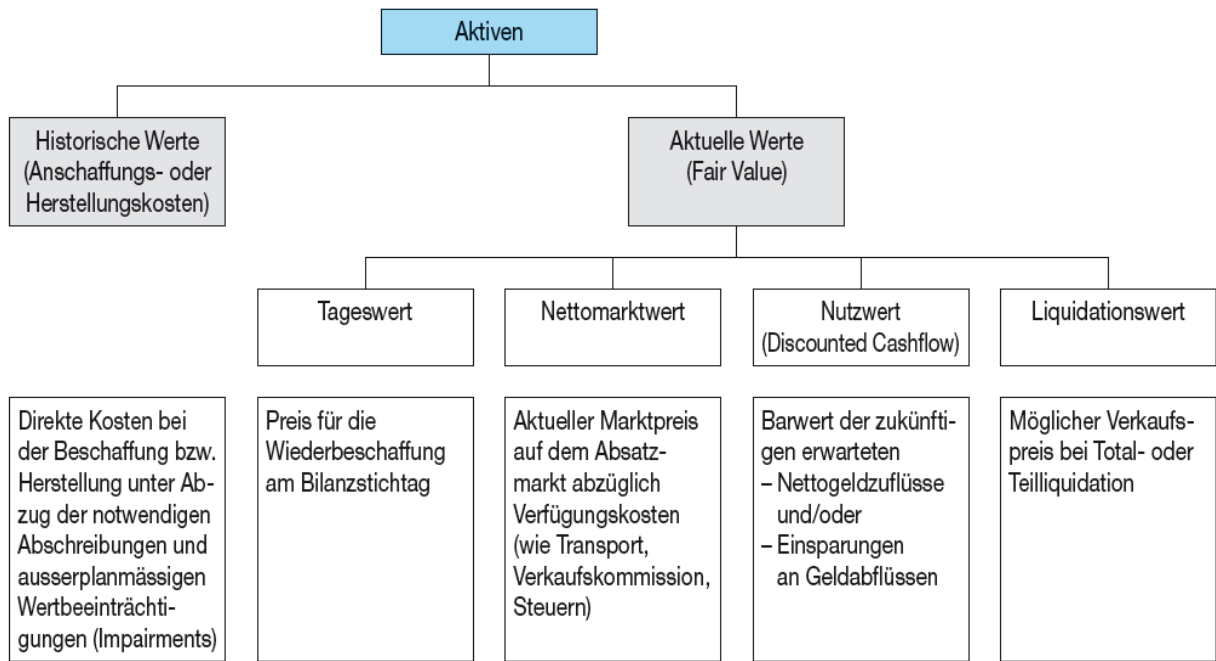 Aktiven
Historische Werte
(Anschaffungs- oder
Herstellungskosten)
Aktuelle Werte
(Fair Value)
Tageswert
Nettomarktwert
Nutzwert
(Discounted Cashflow)
Liquidationswert
Direkte Kosten bei
der Beschaffung bzw.
Herstellung unter Ab-
zug der notwendigen
Abschreibungen und
ausserplanmässigen
Wertbeeinträchti-
gungen (Impairments)
Preis für die
Wiederbeschaffung
am Bilanzstichtag
Aktueller Marktpreis
auf dem Absatz-
markt abzüglich
Verfügungskosten
(wie Transport,
Verkaufskommission,
Steuern)
Barwert der zukünfti-
gen erwarteten
– Nettogeldzuflüsse
und/oder
– Einsparungen
an Geldabflüssen
Möglicher Verkaufs-
preis bei Total- oder
Teilliquidation